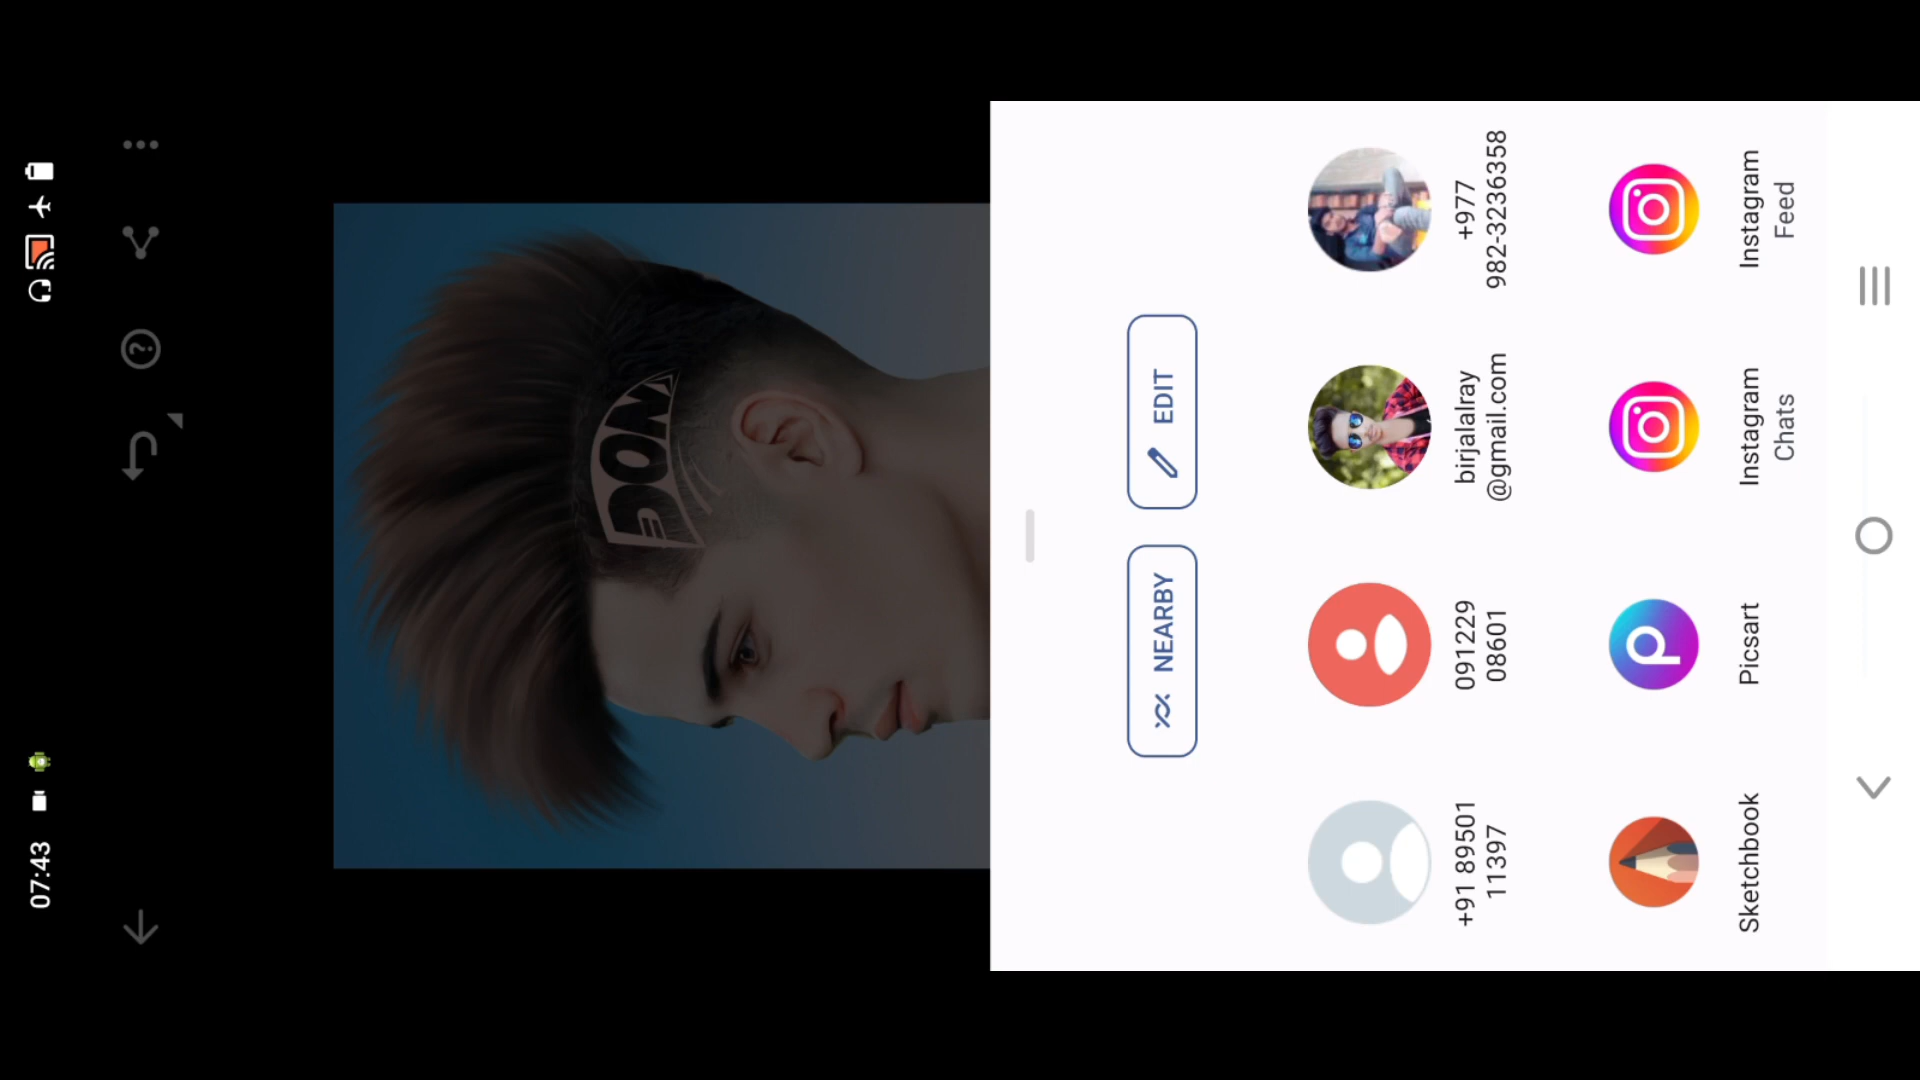 07:43
DON
NEARBY
EDIT
+91 89501
11397
091229
08601
birjalalray
@gmail.com
+977
982-3236358
Sketchbook
Picsart
Instagram
Chats
Instagram
Feed